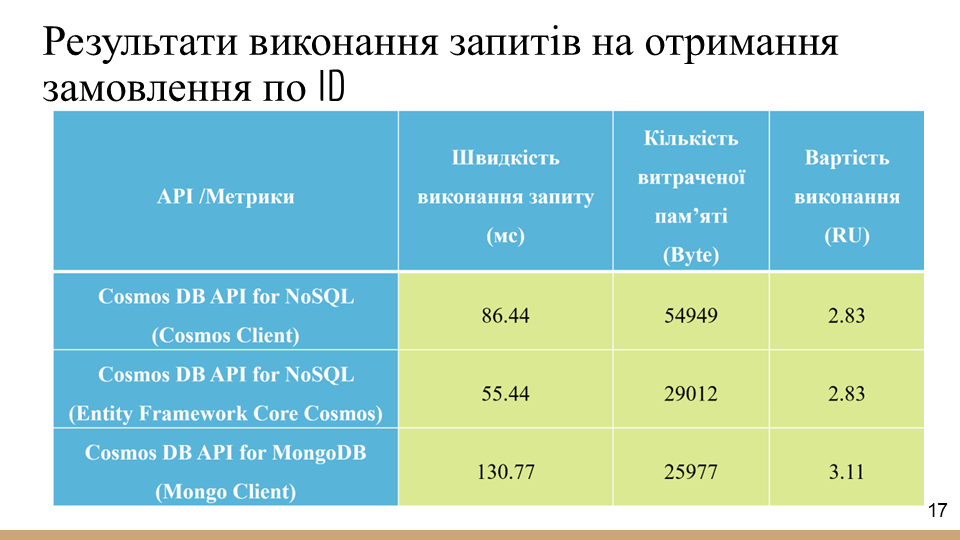 Результати виконання запитів на отримання
замовлення по ID
API /Метрики
Швидкість
виконання запиту
(мс)
Кількість
витраченої
пам’яті
(Byte)
Вартість
виконання
(RU)
Cosmos DB API for NoSQL
(Cosmos Client)
86.44
54949
2.83
Cosmos DB API for NoSQL
(Entity Framework Core Cosmos)
55.44
29012
2.83
Cosmos DB API for MongoDB
(Mongo Client)
130.77
25977
3.11
17